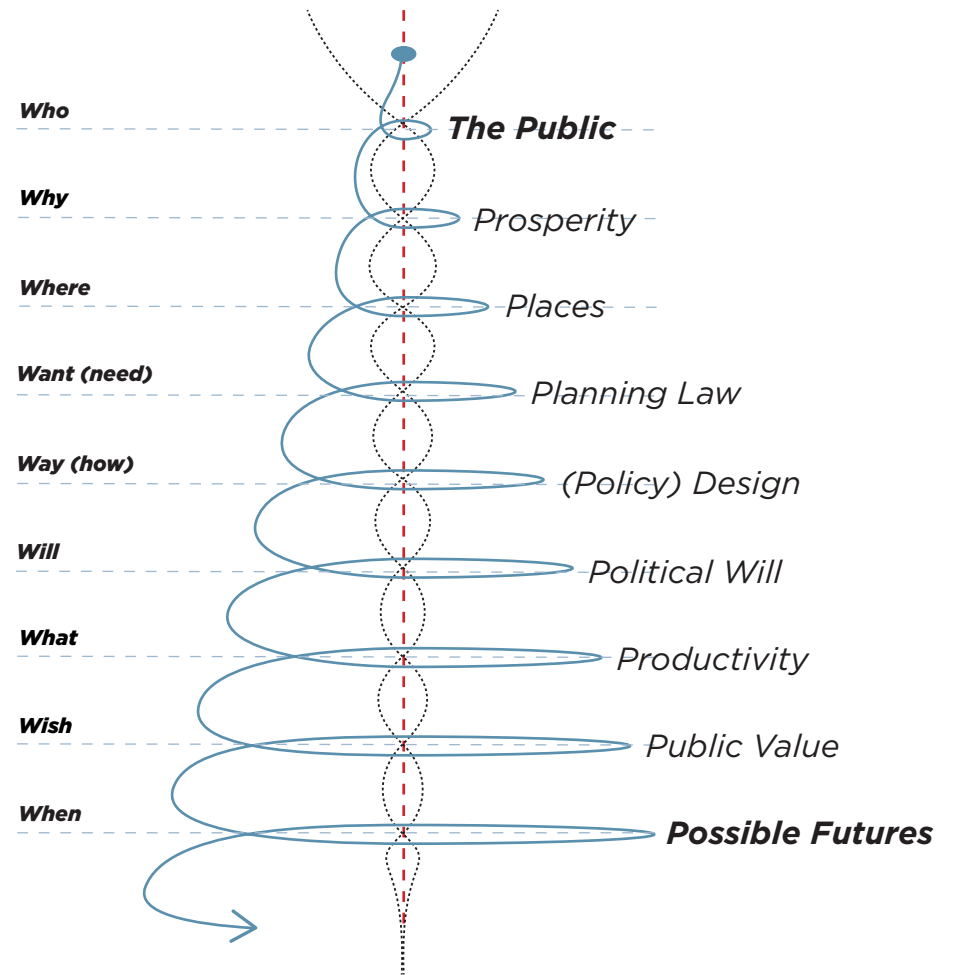 Who
The Public
Why
Prosperity
Where
Places
Want (need)
Planning Law
Way (how)
(Policy) Design
Will
Political Will
What
Productivity
Wish
Public Value
When
Possible Futures